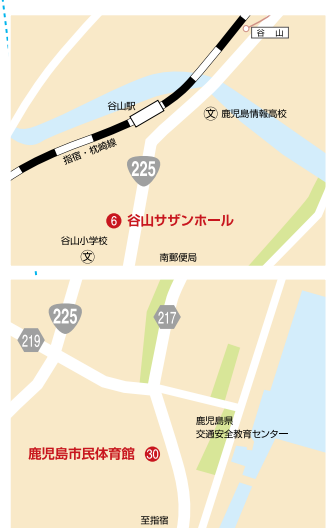 谷 山
谷山駅
文 鹿児島情報高校
指宿・枕崎線
225
6 谷山サザンホール
谷山小学校
文
南郵便局
225
217
219
鹿児島県
交通安全教育センター
鹿児島市民体育館 30
至指宿